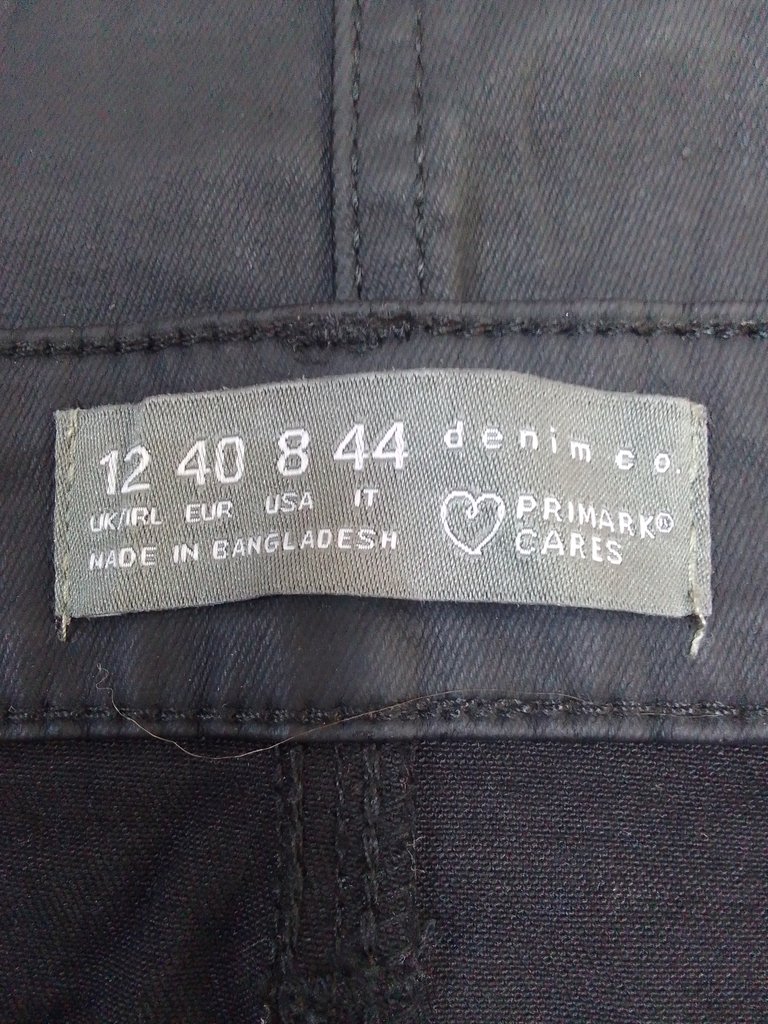 12 40 8 44
UK/IRL EUR USA IT
MADE IN BANGLADESH
denim co.
PRIMARK®
CARES